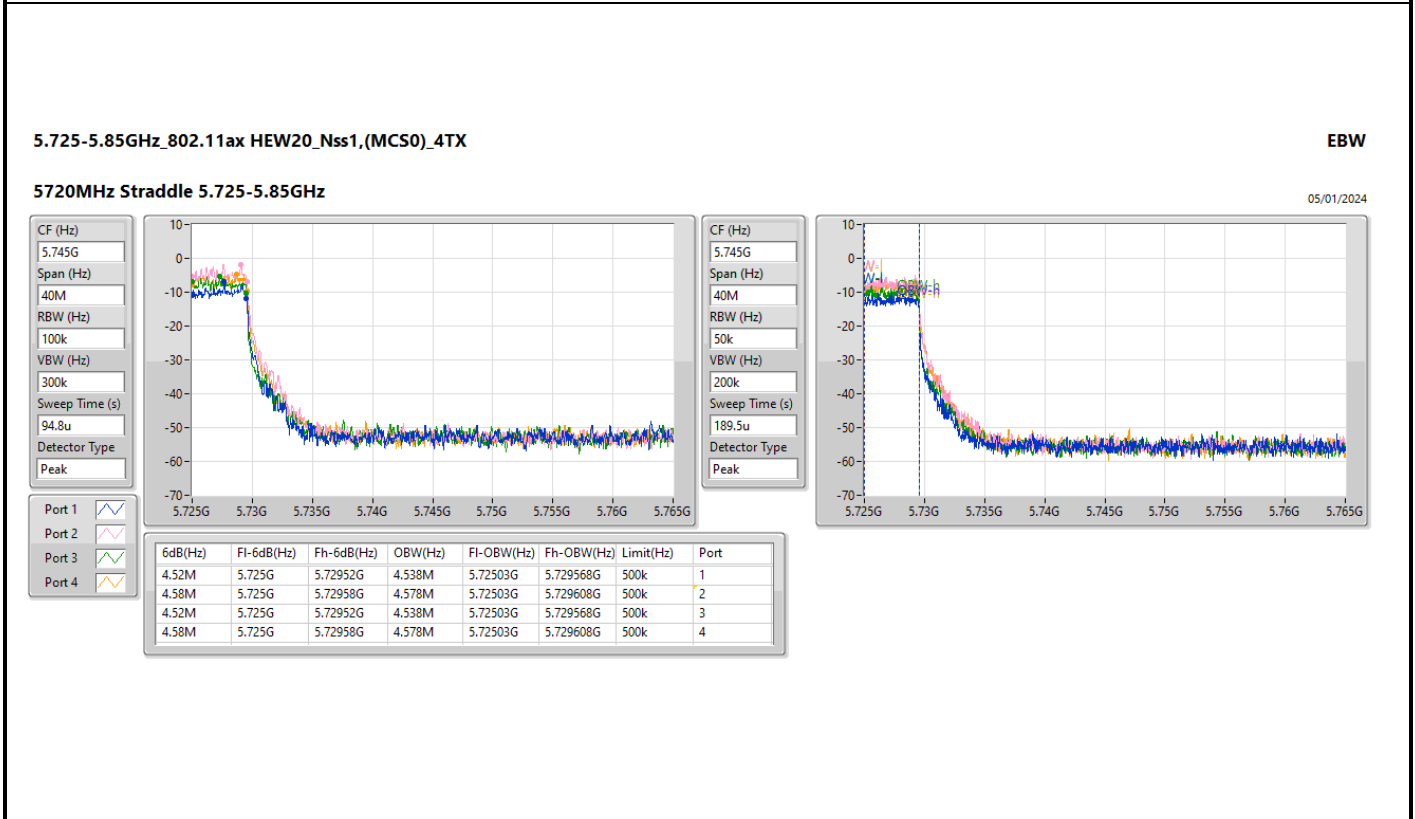 5.725-5.85GHz_802.11ax HEW20_Nss1,(MCS0)_4TX
EBW
5720MHz Straddle 5.725-5.85GHz
05/01/2024
CF (Hz)
5.745G
Span (Hz)
40M
RBW (Hz)
100k
VBW (Hz)
300k
Sweep Time (s)
94.8u
Detector Type
Peak
10
0
-10
-20
-30
-40
-50
-60
-70
5.725G 5.73G 5.735G 5.74G 5.745G 5.75G 5.755G 5.76G 5.765G
CF (Hz)
5.745G
Span (Hz)
40M
RBW (Hz)
50k
VBW (Hz)
200k
Sweep Time (s)
189.5u
Detector Type
Peak
10
0
-10
-20
-30
-40
-50
-60
-70
5.725G 5.73G 5.735G 5.74G 5.745G 5.75G 5.755G 5.76G 5.765G
Port 1
Port 2
Port 3
Port 4
6dB(Hz) Fl-6dB(Hz) Fh-6dB(Hz) OBW(Hz) Fl-OBW(Hz) Fh-OBW(Hz) Limit(Hz) Port
4.52M 5.725G 5.72952G 4.538M 5.72503G 5.729568G 500k 1
4.58M 5.725G 5.72958G 4.578M 5.72503G 5.729608G 500k 2
4.52M 5.725G 5.72952G 4.538M 5.72503G 5.729568G 500k 3
4.58M 5.725G 5.72958G 4.578M 5.72503G 5.729608G 500k 4